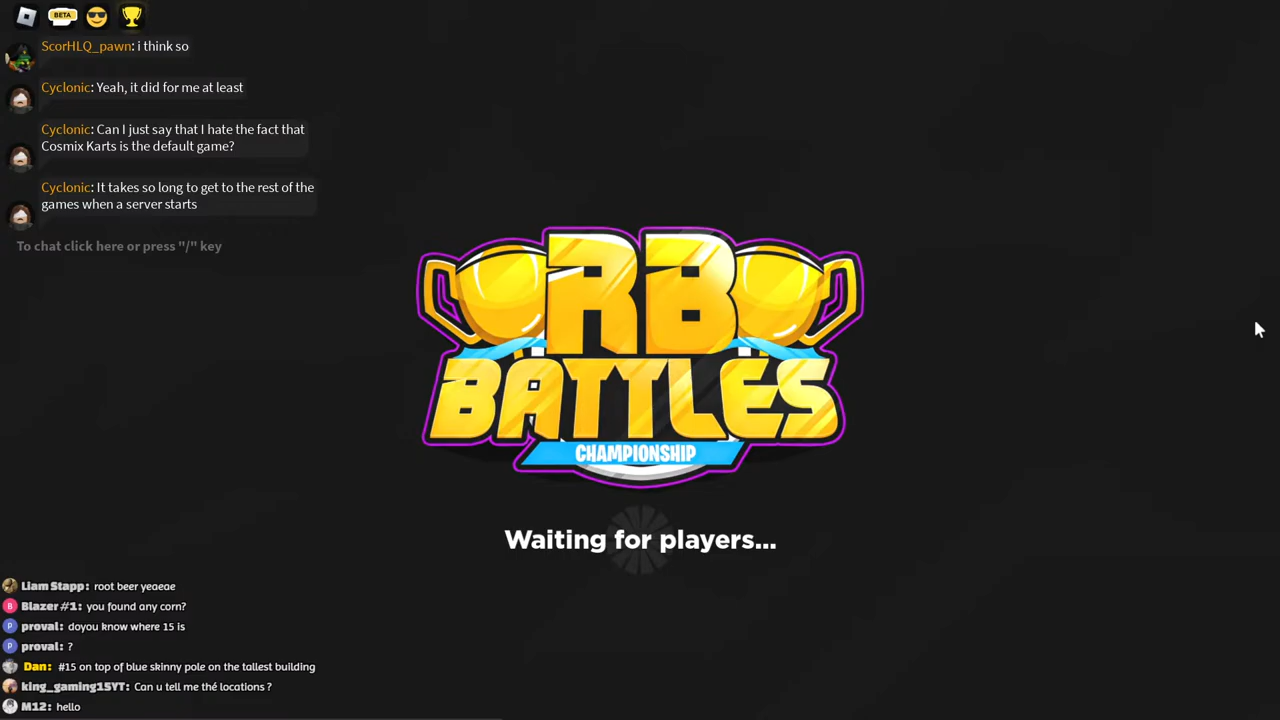 BETA
ScorHLQ_pawn: i think so
Cyclonic: Yeah, it did for me at least
Cyclonic: Can I just say that I hate the fact that
Cosmix Karts is the default game?
Cyclonic: It takes so long to get to the rest of the
games when a server starts
To chat click here or press "/" key
RB
BATTLES
CHAMPIONSHIP
Waiting for players...
Liam Stapp: root beer yeaeae
B Blazer #1: you found any corn?
P proval: doyou know where 15 is
P proval: ?
Dan: #15 on top of blue skinny pole on the tallest building
king_gaming15YT: Can u tell me thé locations ?
M12: hello